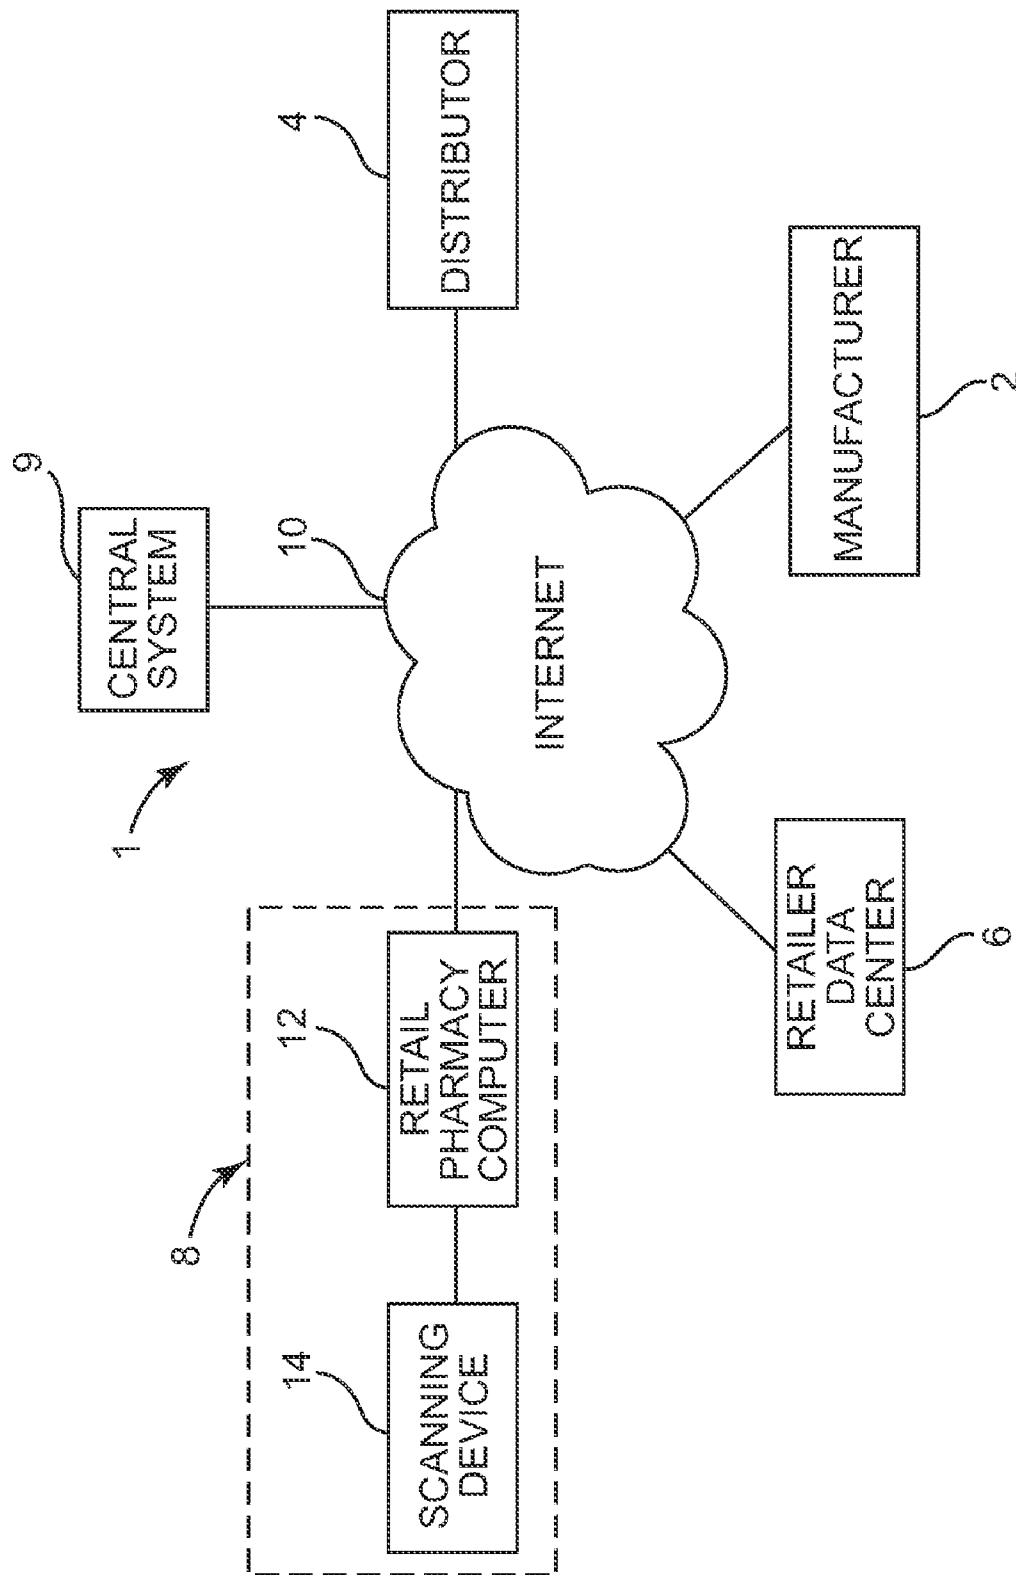 9
CENTRAL
SYSTEM
1
10
8
14
SCANNING
DEVICE
12
RETAIL
PHARMACY
COMPUTER
4
DISTRIBUTOR
INTERNET
RETAILER
DATA
CENTER
6
MANUFACTURER
2